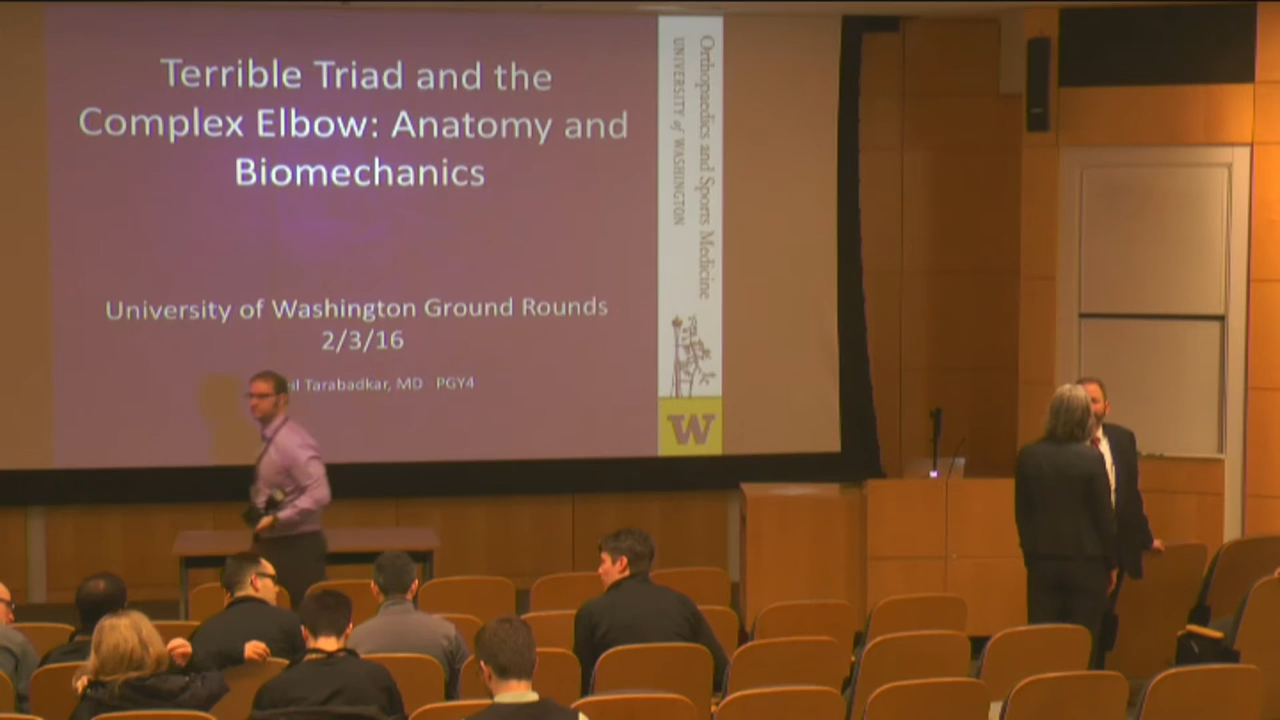 Terrible Triad and the
Complex Elbow: Anatomy and
Biomechanics
University of Washington Ground Rounds
2/3/16
Tarabadkar, MD PGY4
Orthopaedics and Sports Medicine
UNIVERSITY of WASHINGTON
W